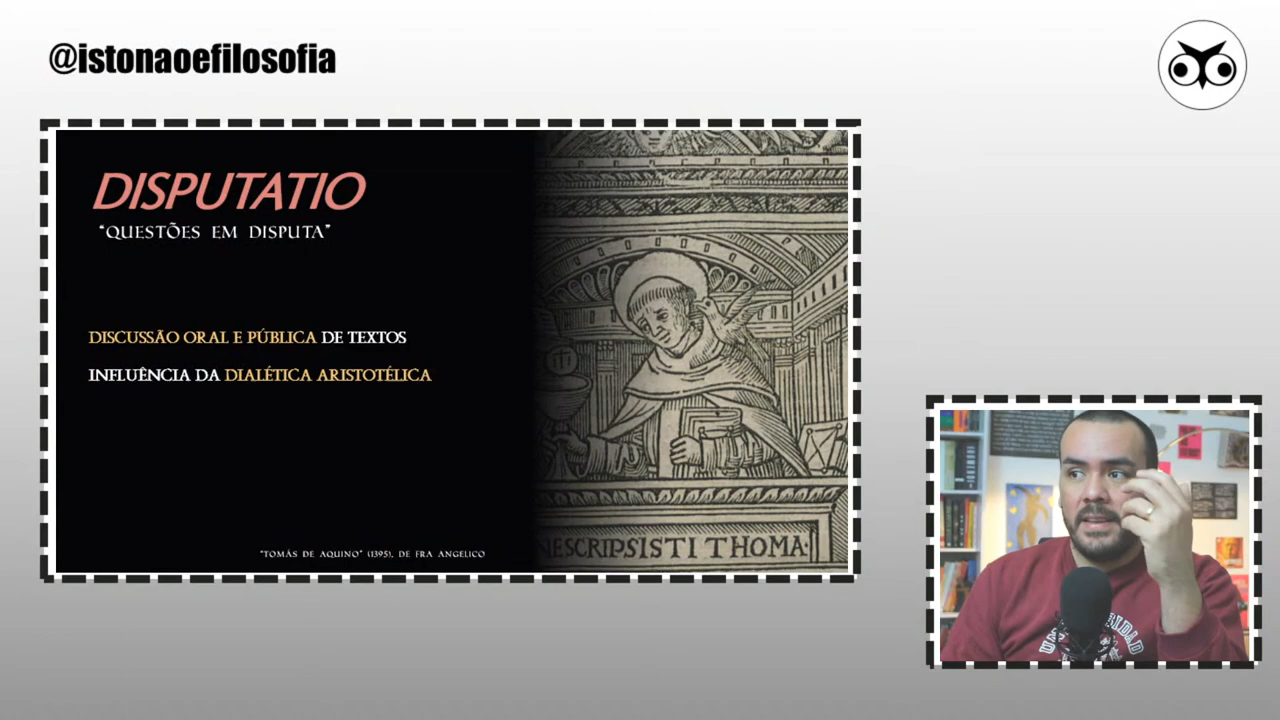 @istonaoefilosofia
DISPUTATIO
"QUESTÕES EM DISPUTA"
DISCUSSÃO ORAL E PÚBLICA DE TEXTOS
INFLUÊNCIA DA DIALÉTICA ARISTOTÉLICA
"TOMÁS DE AQUINO" (1395), DE FRA ANGELICO
NESCRIPSISTI THOMA·